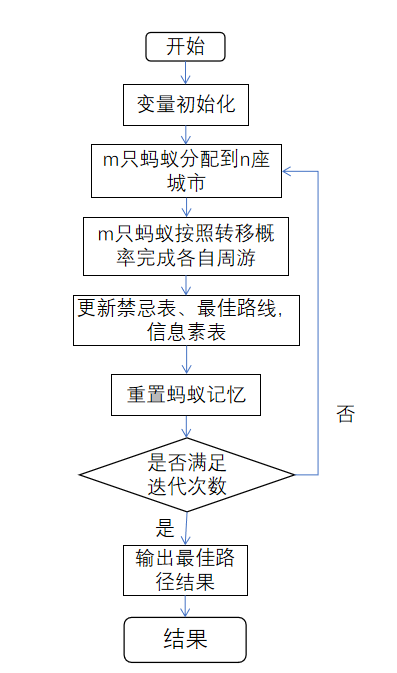 开始
变量初始化
m只蚂蚁分配到n座
城市
m只蚂蚁按照转移概
率完成各自周游
更新禁忌表、最佳路线，
信息素表
重置蚂蚁记忆
否
是否满足
迭代次数
是
输出最佳路
径结果
结果